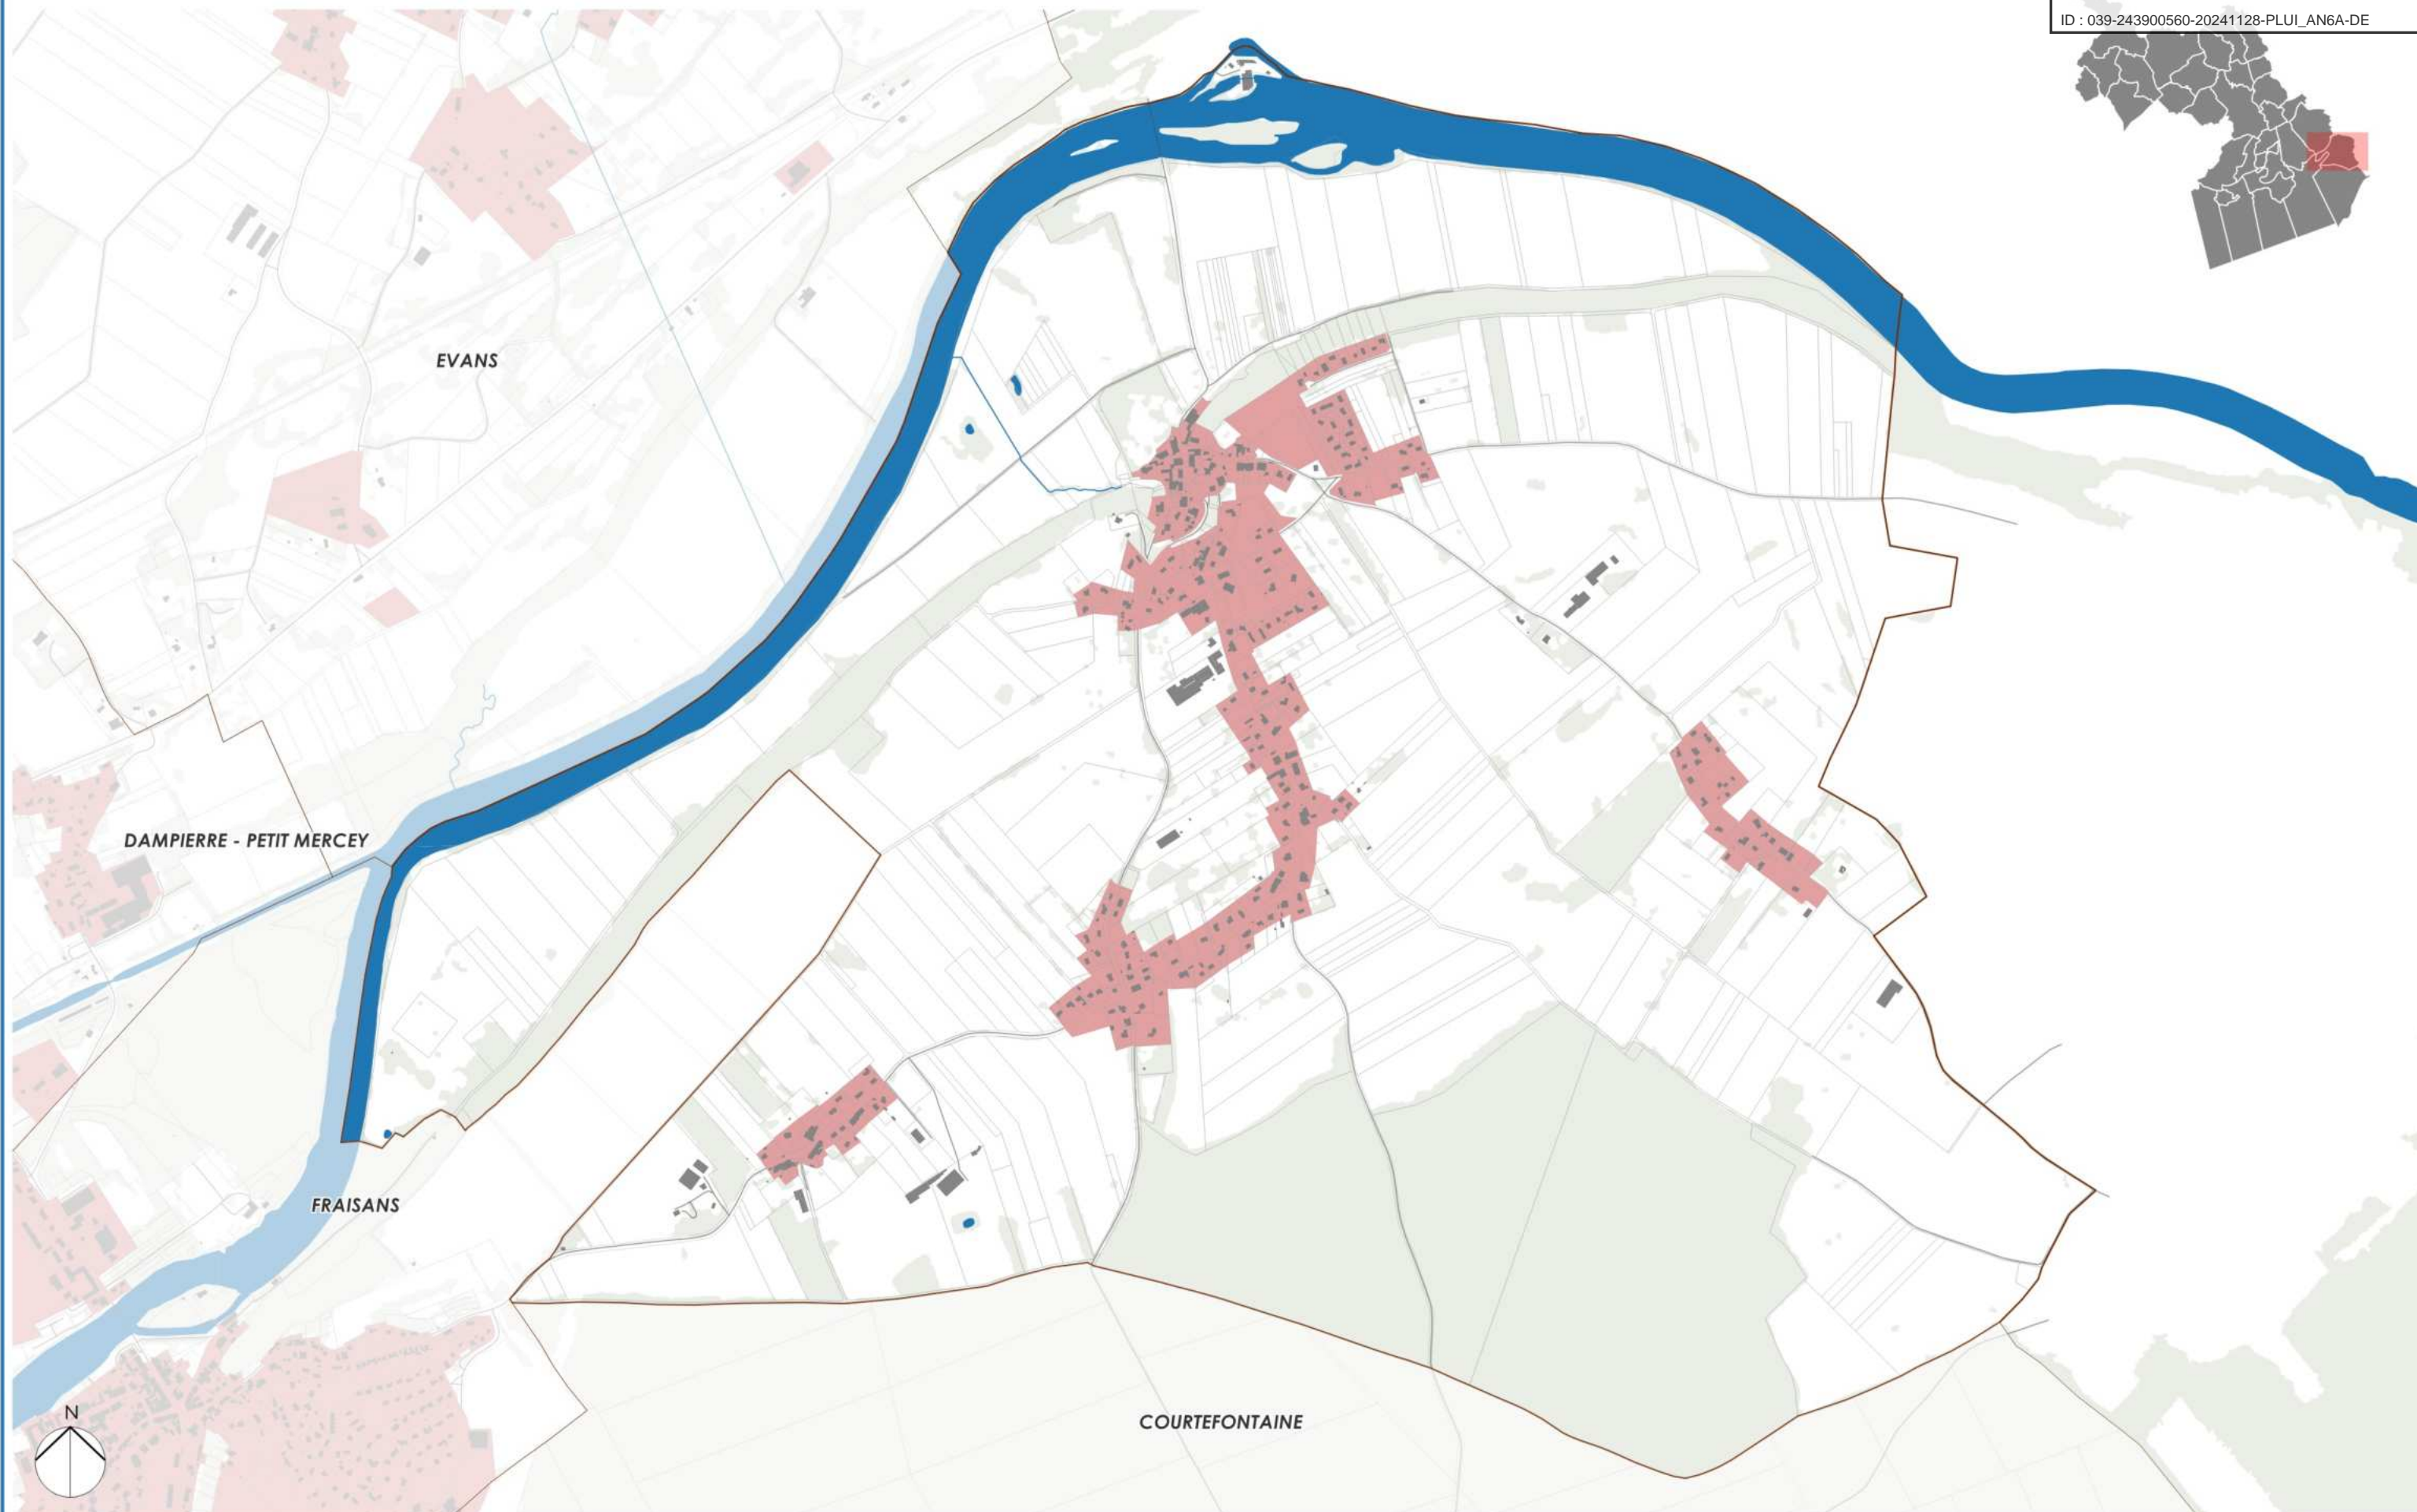 ID : 039-243900560-20241128-PLUI_AN6A-DE
EVANS
DAMPIERRE - PETIT MERCEY
FRAISANS
COURTEFONTAINE
N